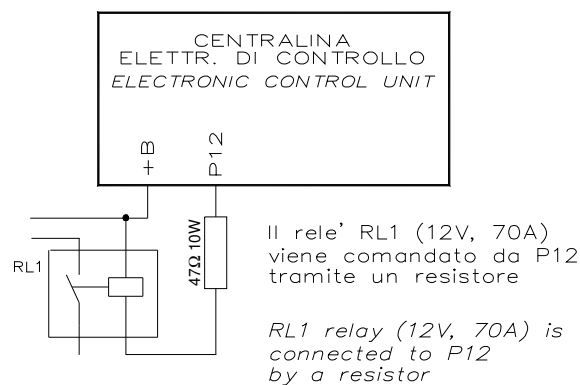 CENTRALINA
ELETTR. DI CONTROLLO
ELECTRONIC CONTROL UNIT
+B
P12
RL1
47Ω 10W
Il rele' RL1 (12V, 70A)
viene comandato da P12
tramite un resistore
RL1 relay (12V, 70A) is
connected to P12
by a resistor